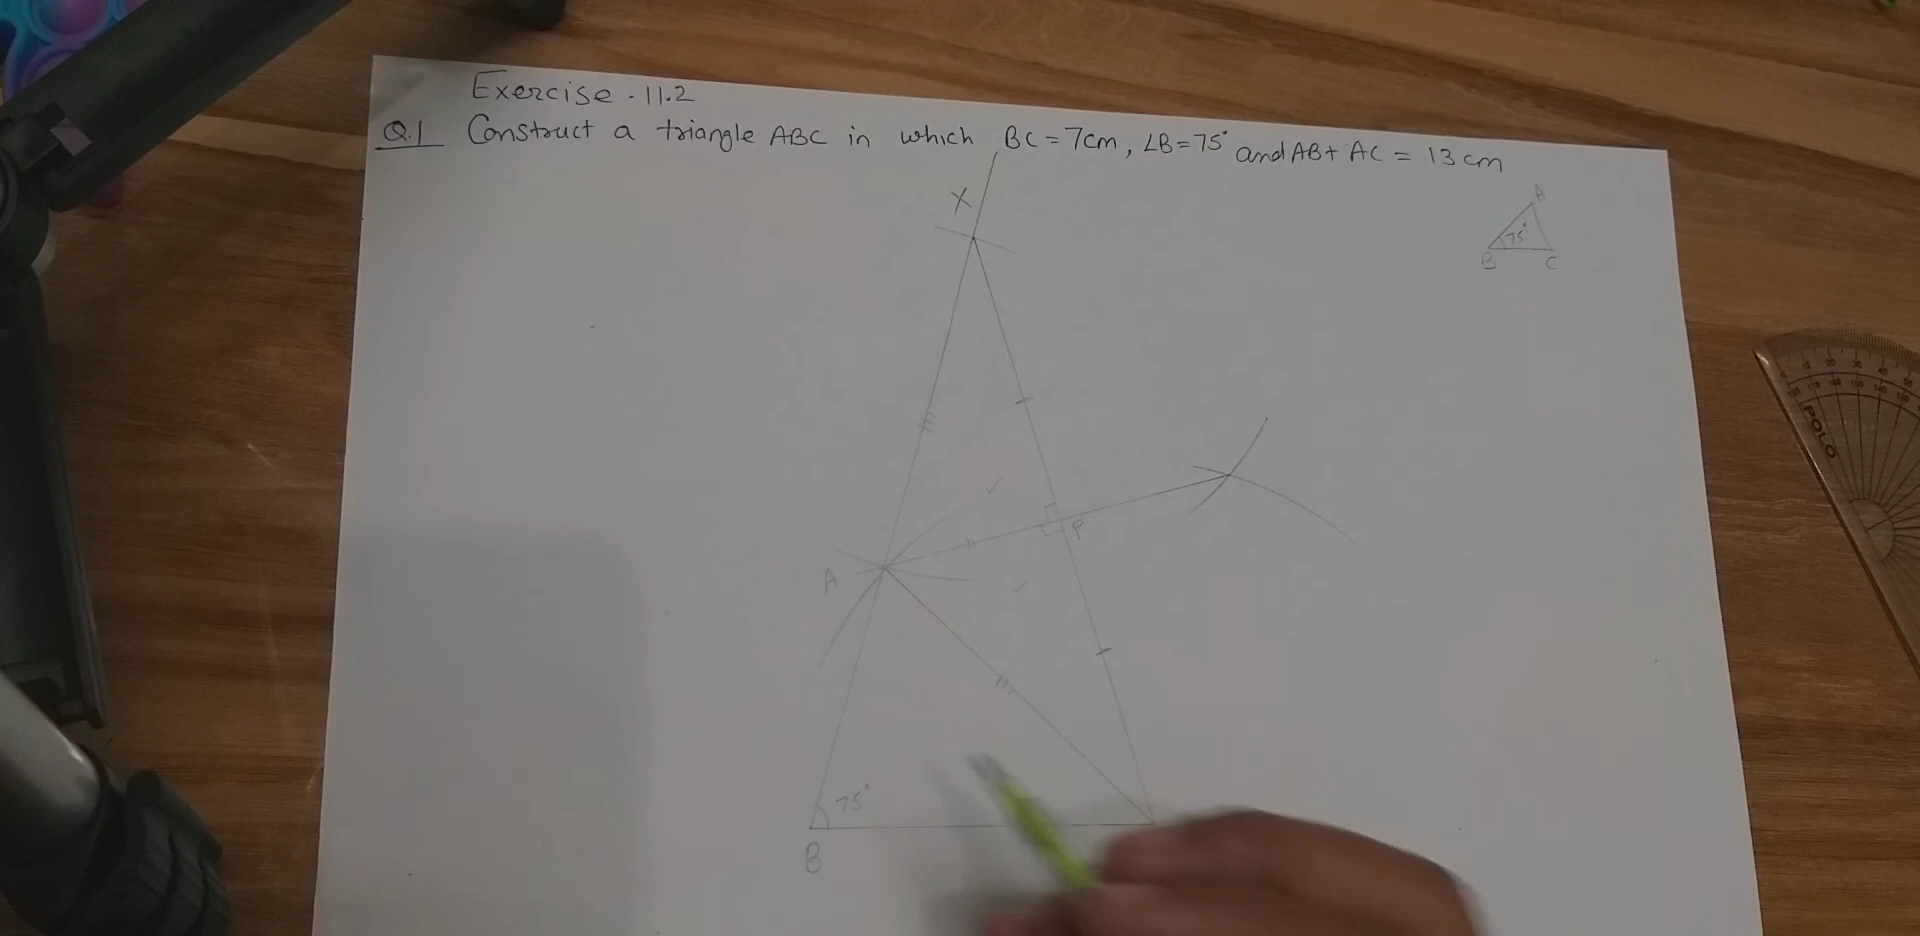 Exercise - 11.2
Q.1 Construct a triangle ABC in which BC = 7cm, ∠B = 75° and AB + AC = 13 cm
X
A
75°
B C
P
A
75°
B
POLO